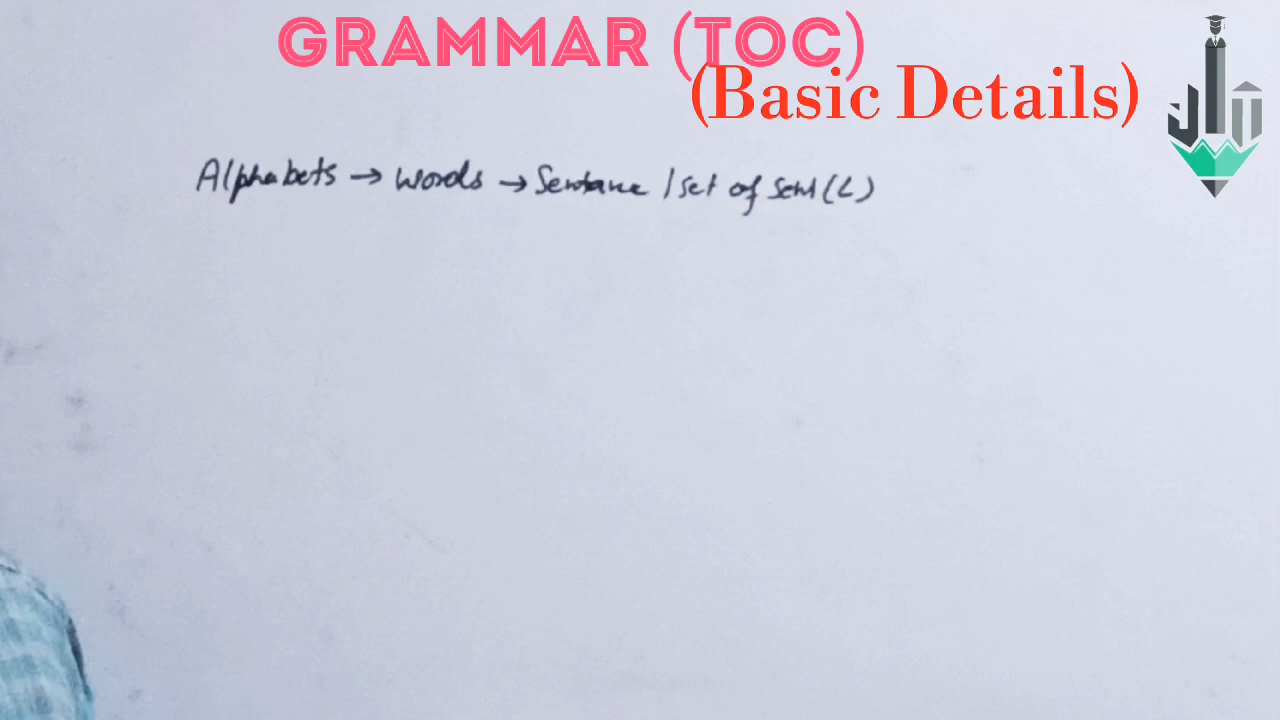 GRAMMAR (TOC)
(Basic Details)
Alphabets → words → Sentance / set of sent (L)